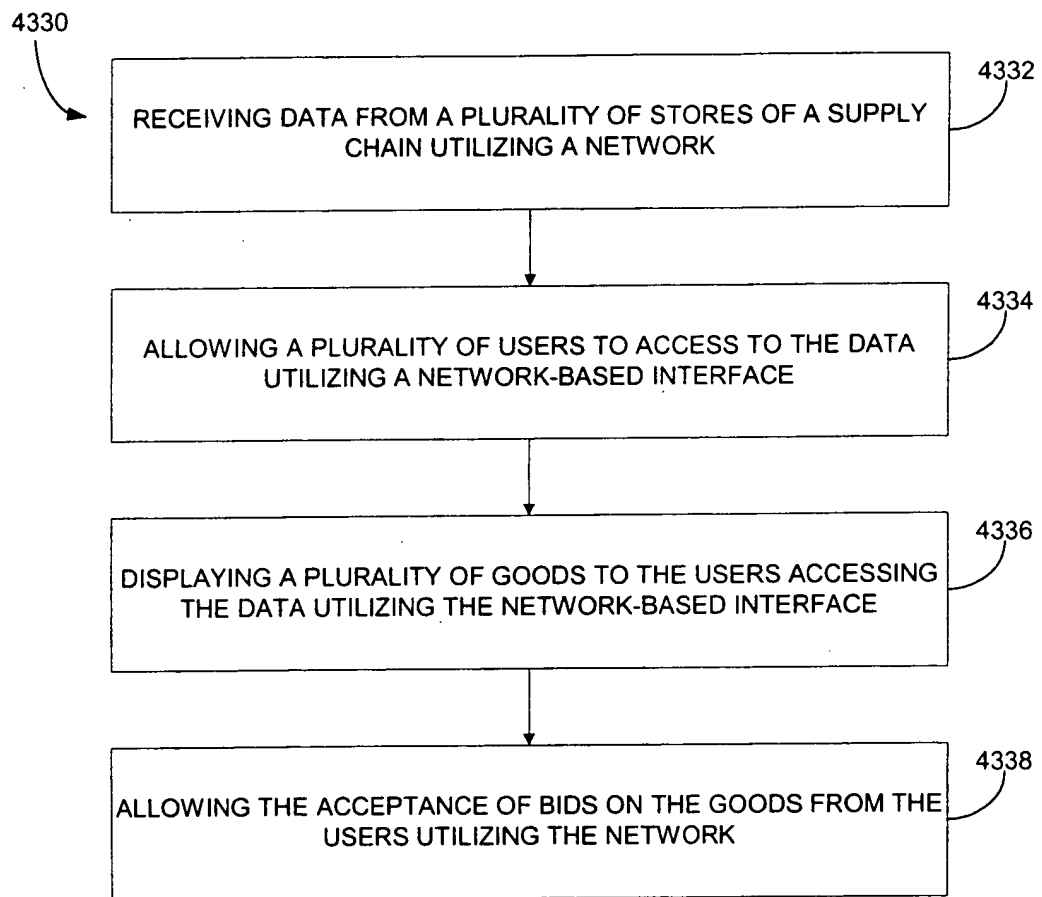 4330
4332
RECEIVING DATA FROM A PLURALITY OF STORES OF A SUPPLY
CHAIN UTILIZING A NETWORK
4334
ALLOWING A PLURALITY OF USERS TO ACCESS TO THE DATA
UTILIZING A NETWORK-BASED INTERFACE
4336
DISPLAYING A PLURALITY OF GOODS TO THE USERS ACCESSING
THE DATA UTILIZING THE NETWORK-BASED INTERFACE
4338
ALLOWING THE ACCEPTANCE OF BIDS ON THE GOODS FROM THE
USERS UTILIZING THE NETWORK